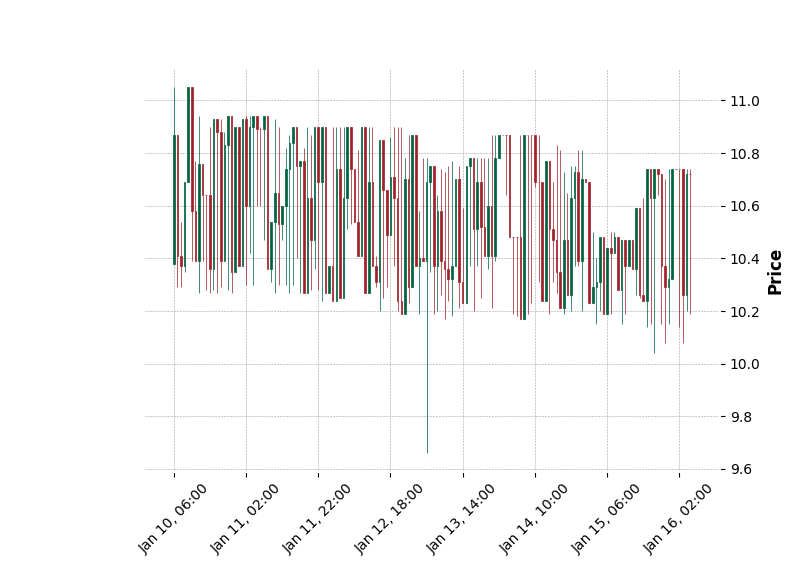 11.0
10.8
10.6
10.4
10.2
10.0
9.8
9.6
Price
Jan 10, 06:00
Jan 11, 02:00
Jan 11, 22:00
Jan 12, 18:00
Jan 13, 14:00
Jan 14, 10:00
Jan 15, 06:00
Jan 16, 02:00